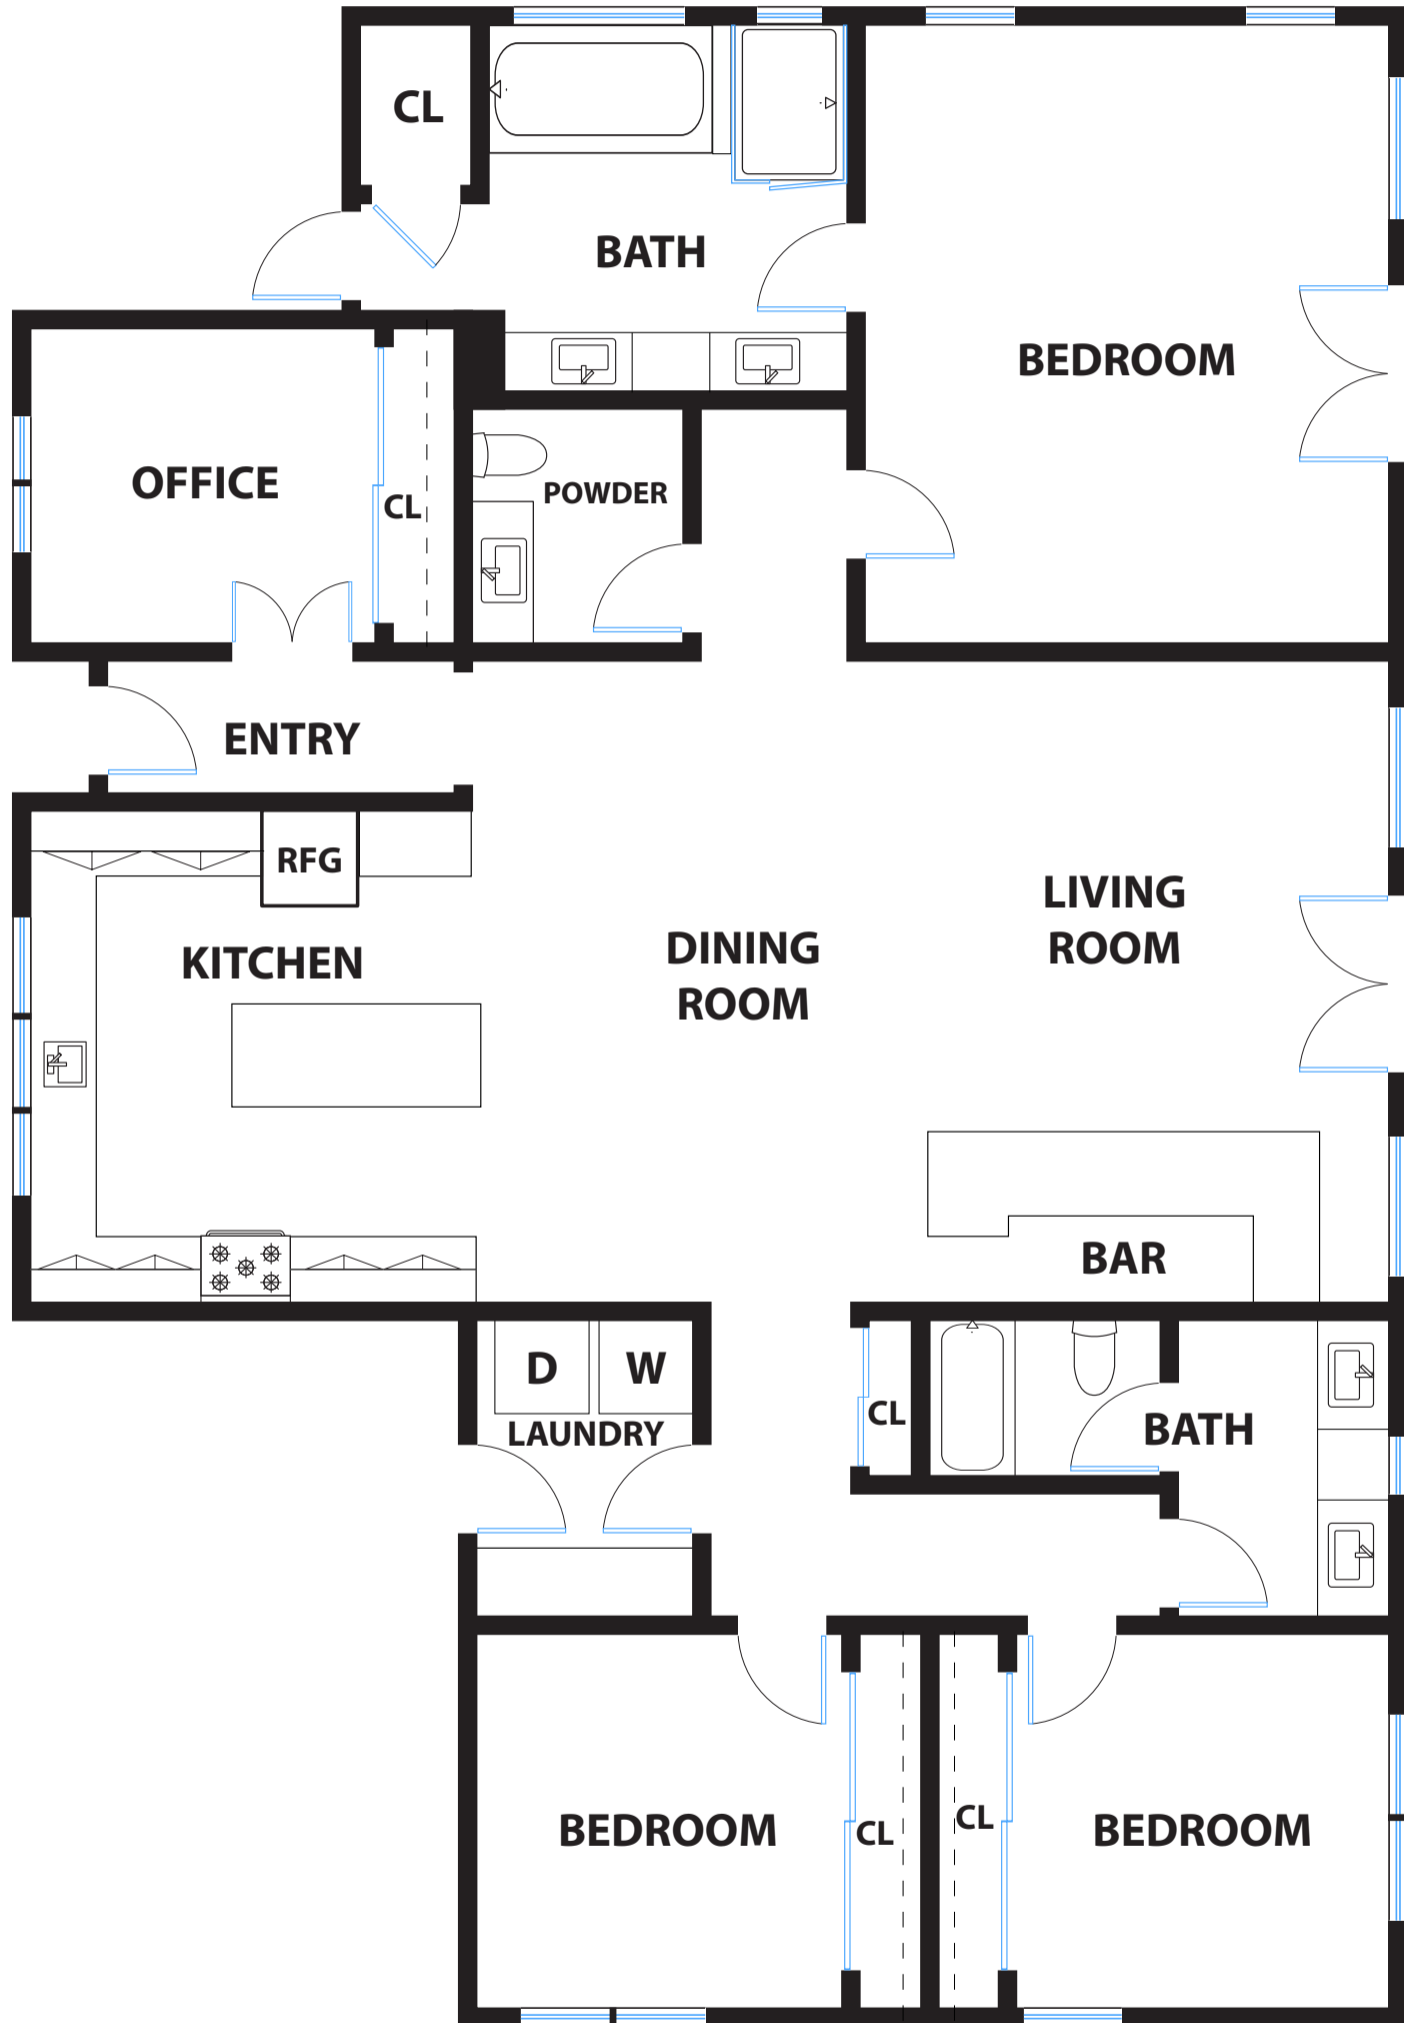 CL
BATH
BEDROOM
OFFICE
CL
POWDER
ENTRY
RFG
KITCHEN
DINING
ROOM
LIVING
ROOM
BAR
D
W
LAUNDRY
CL
BATH
BEDROOM
CL
CL
BEDROOM